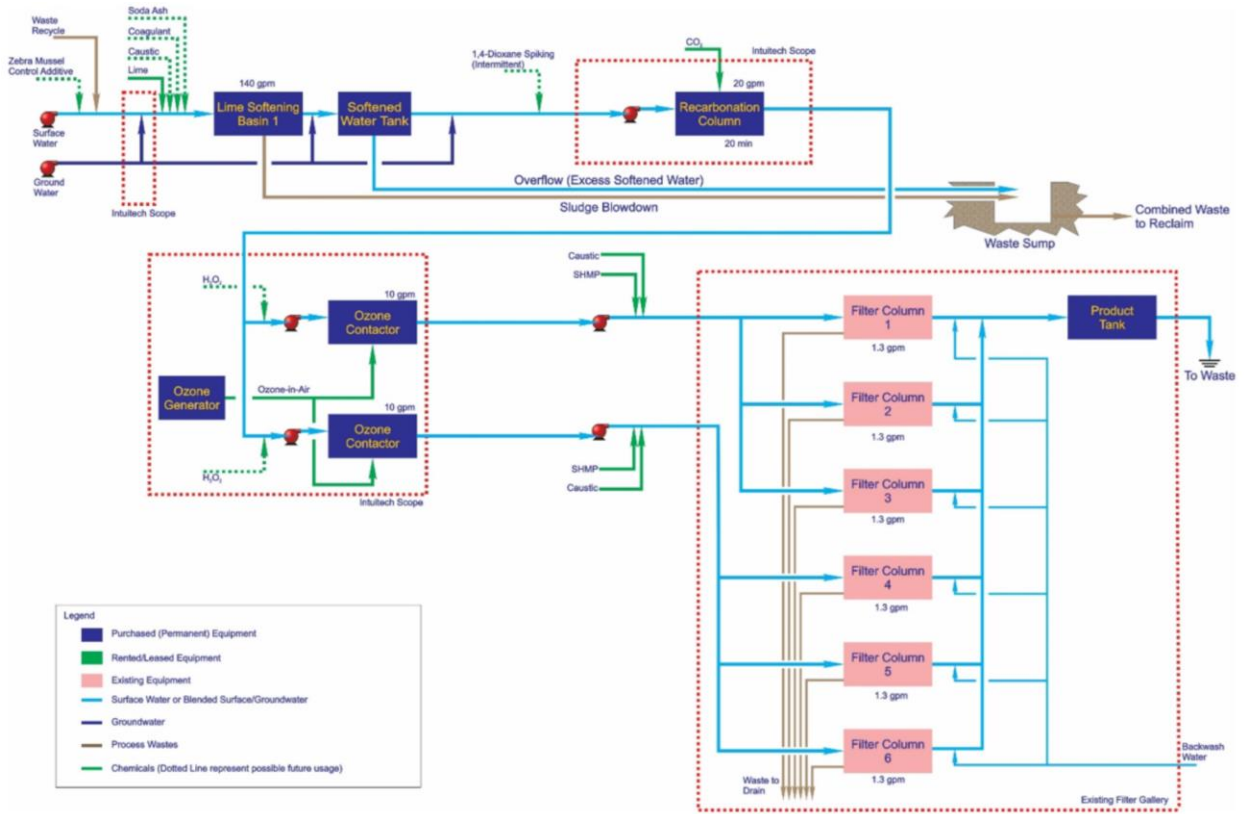 Soda Ash
Waste
Recycle
Coagulant
Caustic
Zebra Mussel
Control Additive
Lime
140 gpm
Lime Softening
Basin 1
Softened
Water Tank
1,4-Dioxane Spiking
(Intermittent)
CO₂
Intuitech Scope
20 gpm
Recarbonation
Column
20 min
Surface
Water
Ground
Water
Intuitech Scope
Overflow (Excess Softened Water)
Sludge Blowdown
Waste Sump
Combined Waste
to Reclaim
H₂O₂
10 gpm
Ozone
Contactor
Ozone
Generator
Ozone-in-Air
10 gpm
Ozone
Contactor
H₂O₂
Intuitech Scope
Caustic
SHMP
SHMP
Caustic
Filter Column
1
1.3 gpm
Filter Column
2
1.3 gpm
Filter Column
3
1.3 gpm
Filter Column
4
1.3 gpm
Filter Column
5
1.3 gpm
Filter Column
6
1.3 gpm
Product
Tank
To Waste
Backwash
Water
Waste to
Drain
Existing Filter Gallery
Legend
Purchased (Permanent) Equipment
Rented/Leased Equipment
Existing Equipment
Surface Water or Blended Surface/Groundwater
Groundwater
Process Wastes
Chemicals (Dotted Line represent possible future usage)